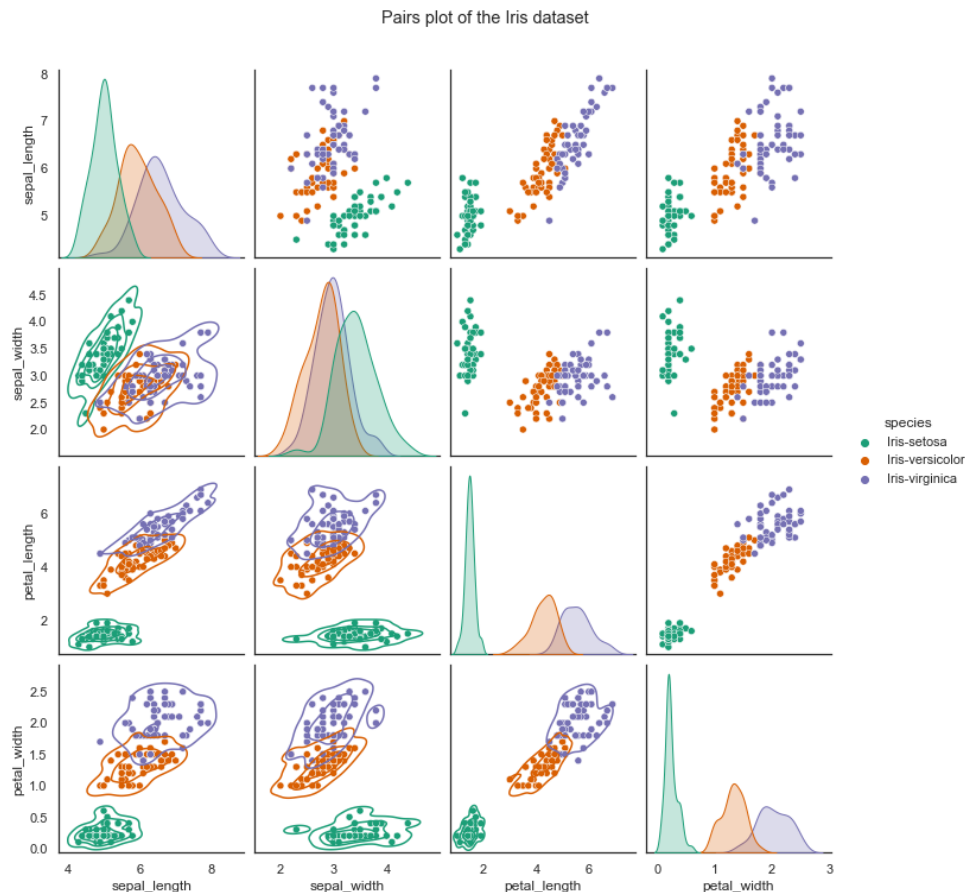 Pairs plot of the Iris dataset
8
7
6
5
sepal_length
4.5
4.0
3.5
3.0
2.5
2.0
sepal_width
species
Iris-setosa
Iris-versicolor
Iris-virginica
6
4
2
petal_length
2.5
2.0
1.5
1.0
0.5
0.0
petal_width
4 6 8 2 3 4 2 4 6 0 1 2 3
sepal_length sepal_width petal_length petal_width